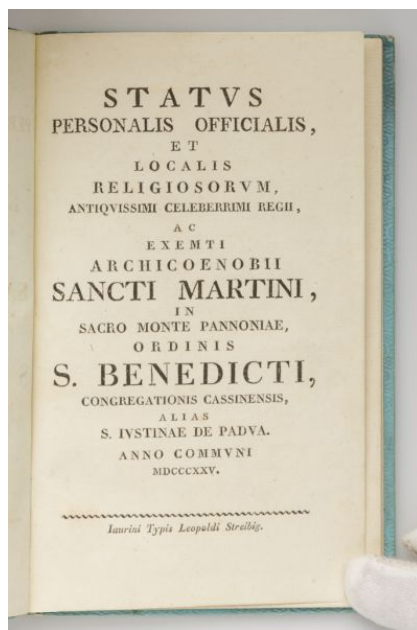 STATVS
PERSONALIS OFFICIALIS,
ET
LOCALIS
RELIGIOSORVM,
ANTIQVISSIMI CELEBERRIMI REGII,
AC
EXEMTI
ARCHICOENOBII
SANCTI MARTINI,
IN
SACRO MONTE PANNONIAE,
ORDINIS
S. BENEDICTI,
CONGREGATIONIS CASSINENSIS,
ALIAS
S. IVSTINAE DE PADVA.
ANNO COMMVNI
MDCCCXXV.
Iaurini Typis Leopoldi Streibig.